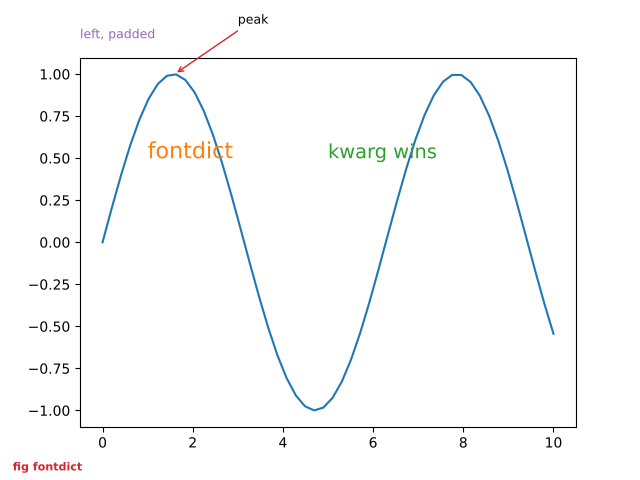 peak
left, padded
1.00
0.75
fontdict kwarg wins
0.50
0.25
0.00
−0.25
−0.50
−0.75
−1.00
0 2 4 6 8 10
fig fontdict